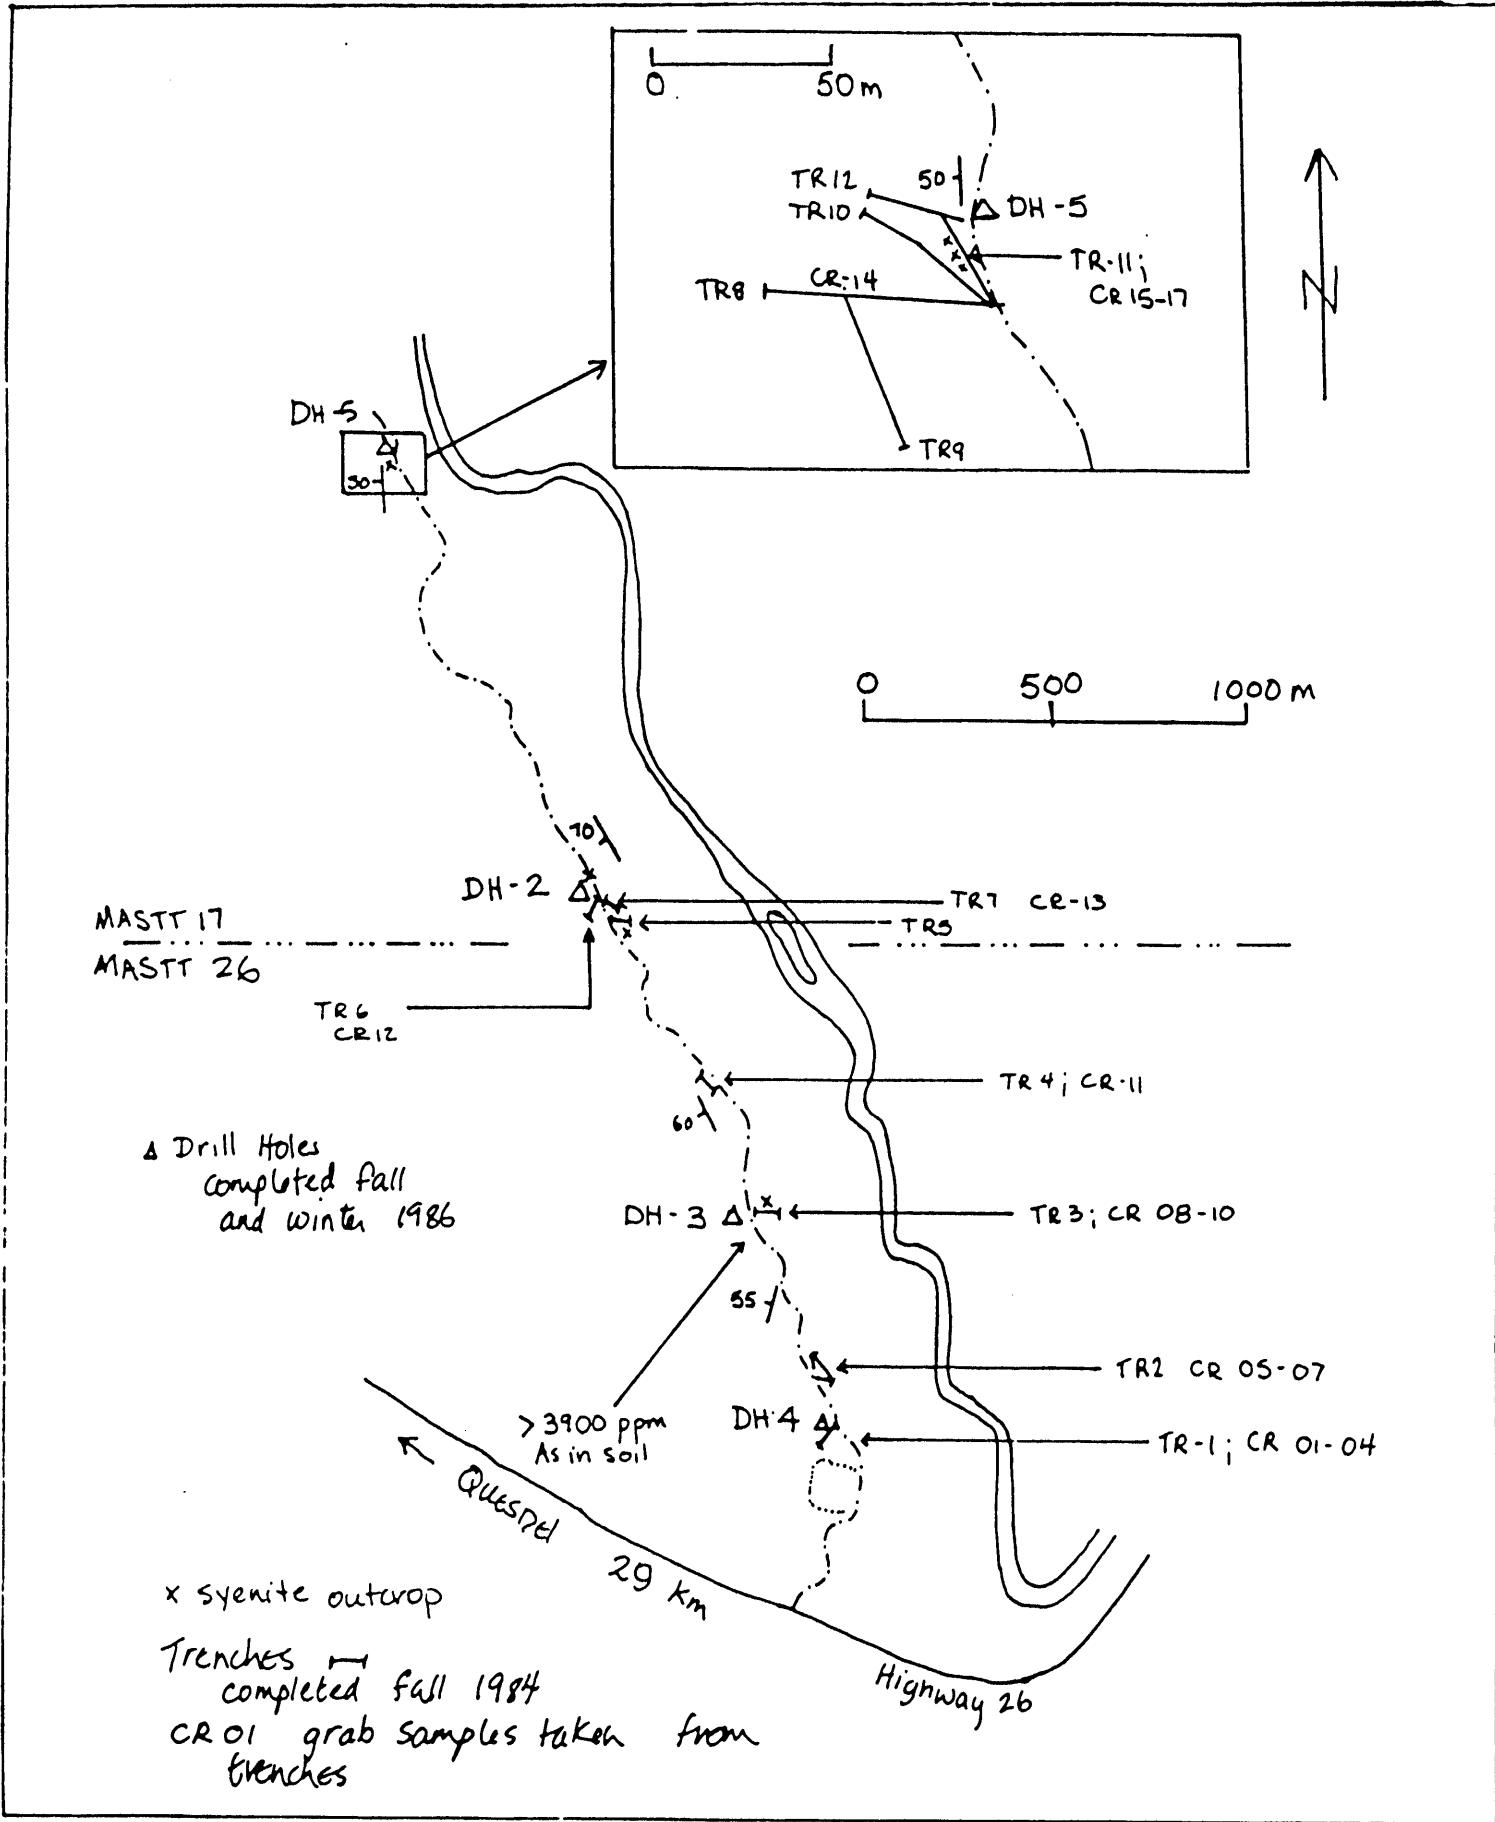 0 50m
TR12 50
TR10 DH-5
TR-11;
CR 15-17
TR8 CR-14
TR9
N
DH-5
50
0 500 1000 m
70
DH-2
TR7 CR-13
TR5
MASTT 17
MASTT 26
TR6
CR12
TR4; CR-11
60
Drill Holes
completed fall
and winter 1986
DH-3
TR3; CR 08-10
55
TR2 CR 05-07
>3900 ppm
As in soil
DH-4
TR-1; CR 01-04
QUESNEL
29 Km
Highway 26
x syenite outcrop
Trenches
completed fall 1984
CR 01 grab samples taken from
trenches